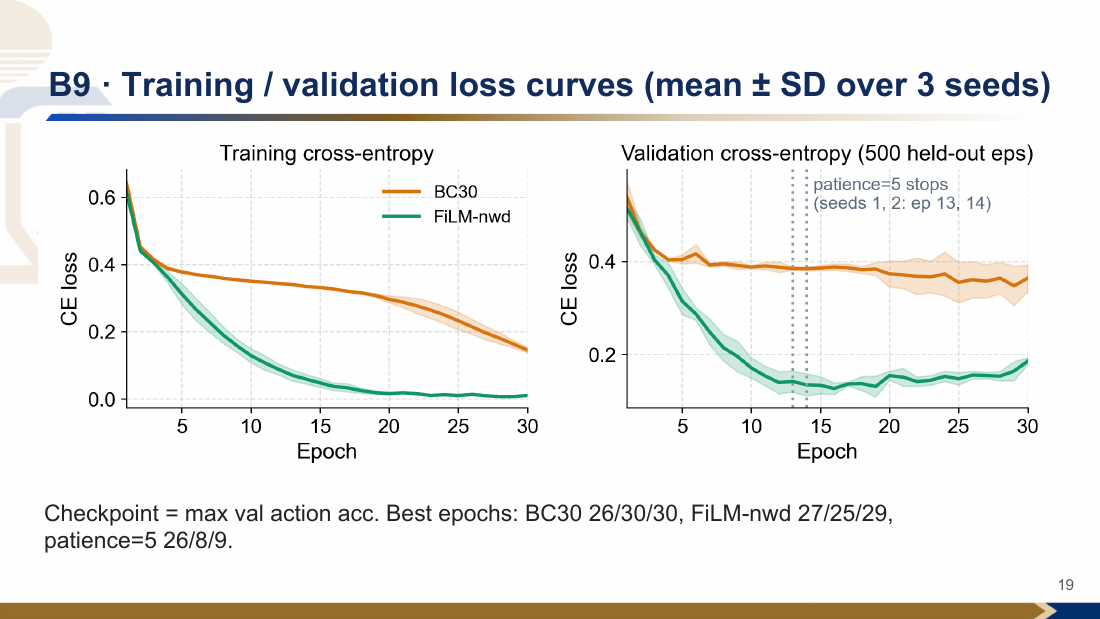 B9 · Training / validation loss curves (mean ± SD over 3 seeds)
Training cross-entropy
BC30
FiLM-nwd
CE loss
0.6
0.4
0.2
0.0
5 10 15 20 25 30
Epoch
Validation cross-entropy (500 held-out eps)
patience=5 stops
(seeds 1, 2: ep 13, 14)
CE loss
0.4
0.2
5 10 15 20 25 30
Epoch
Checkpoint = max val action acc. Best epochs: BC30 26/30/30, FiLM-nwd 27/25/29,
patience=5 26/8/9.
19